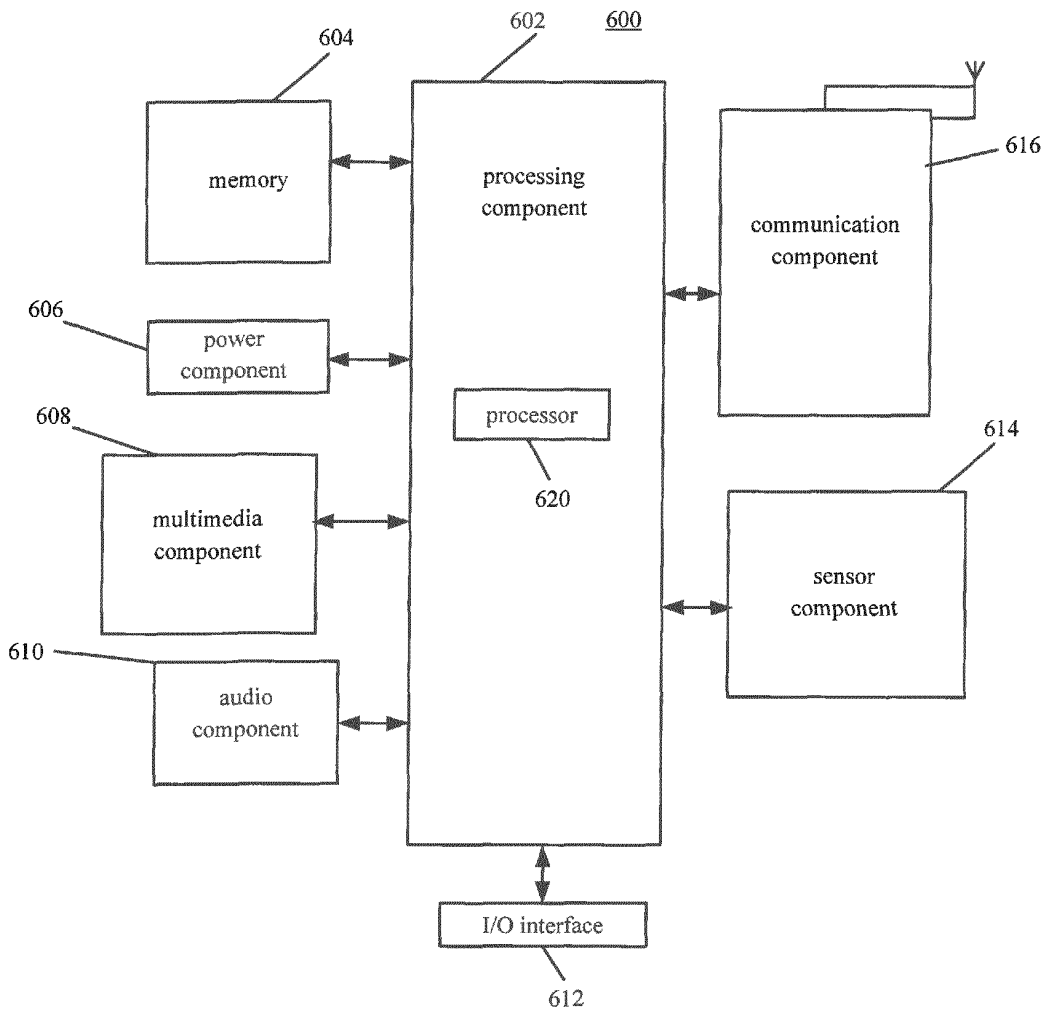 600
602
604
memory
processing
component
616
communication
component
606
power
component
608
multimedia
component
processor
620
614
sensor
component
610
audio
component
I/O interface
612